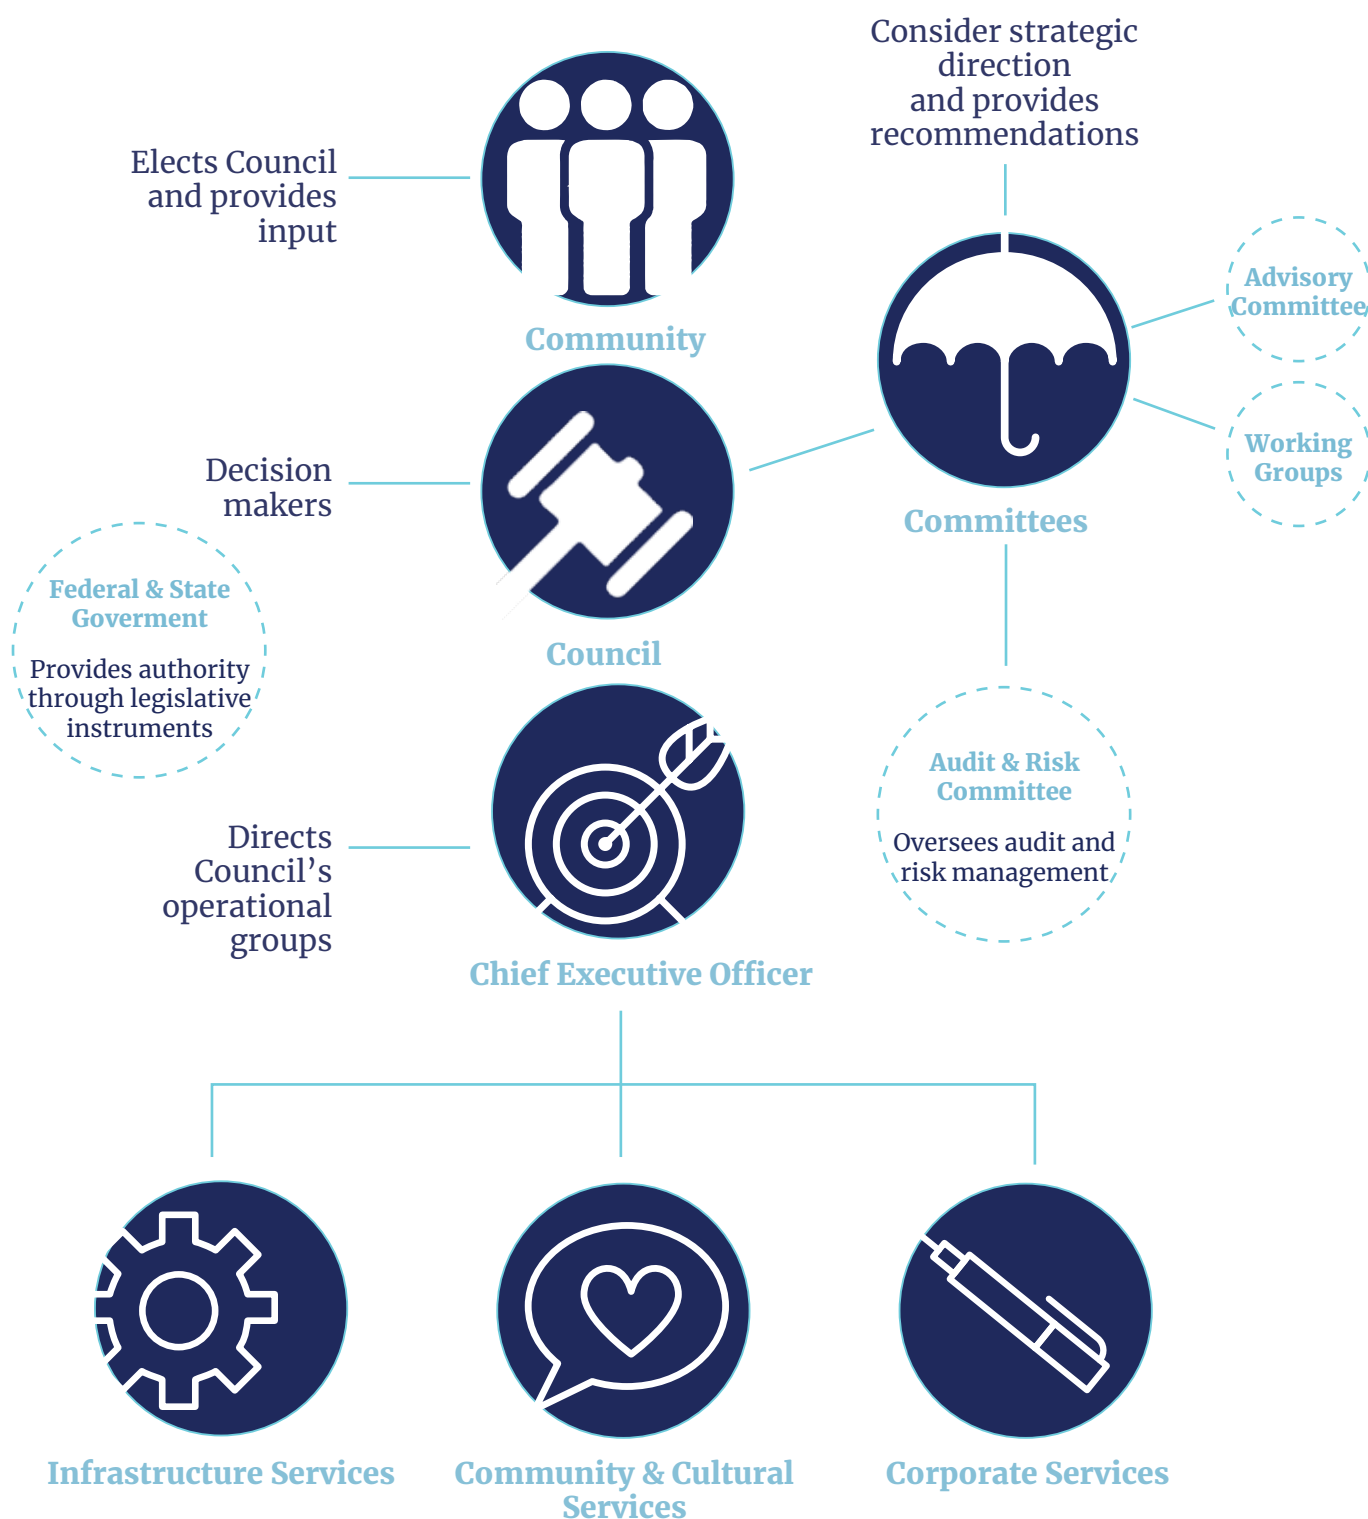 Consider strategic
direction
and provides
recommendations
Elects Council
and provides
input
Community
Advisory
Committee
Working
Groups
Decision
makers
Committees
Federal & State
Goverment
Provides authority
through legislative
instruments
Council
Audit & Risk
Committee
Oversees audit and
risk management
Directs
Council’s
operational
groups
Chief Executive Officer
Infrastructure Services
Community & Cultural
Services
Corporate Services